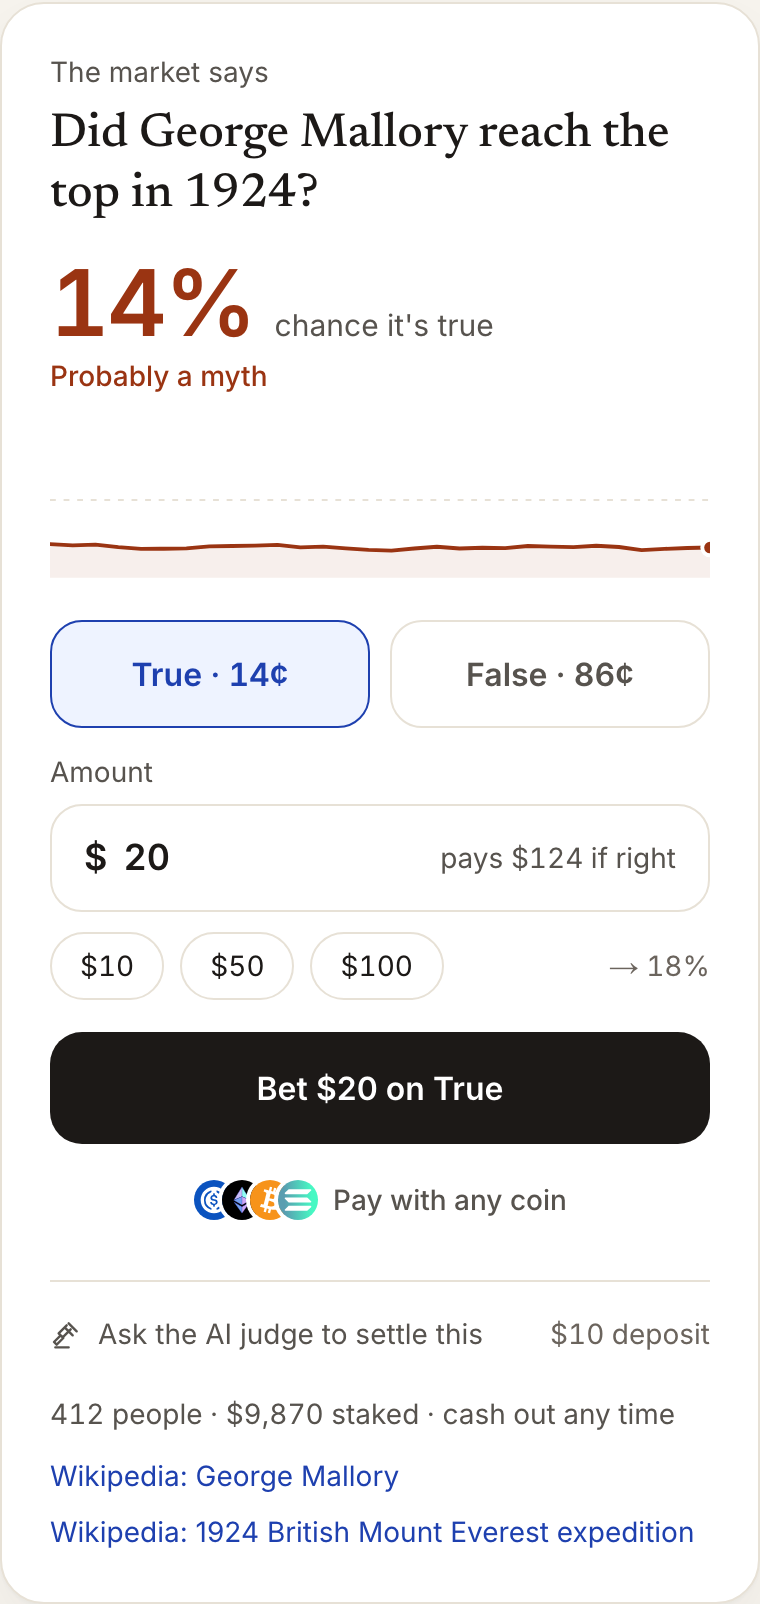 The market says
Did George Mallory reach the
top in 1924?
14% chance it's true
Probably a myth
True · 14¢
False · 86¢
Amount
$ 20 pays $124 if right
$10 $50 $100 → 18%
Bet $20 on True
Pay with any coin
Ask the AI judge to settle this $10 deposit
412 people · $9,870 staked · cash out any time
Wikipedia: George Mallory
Wikipedia: 1924 British Mount Everest expedition